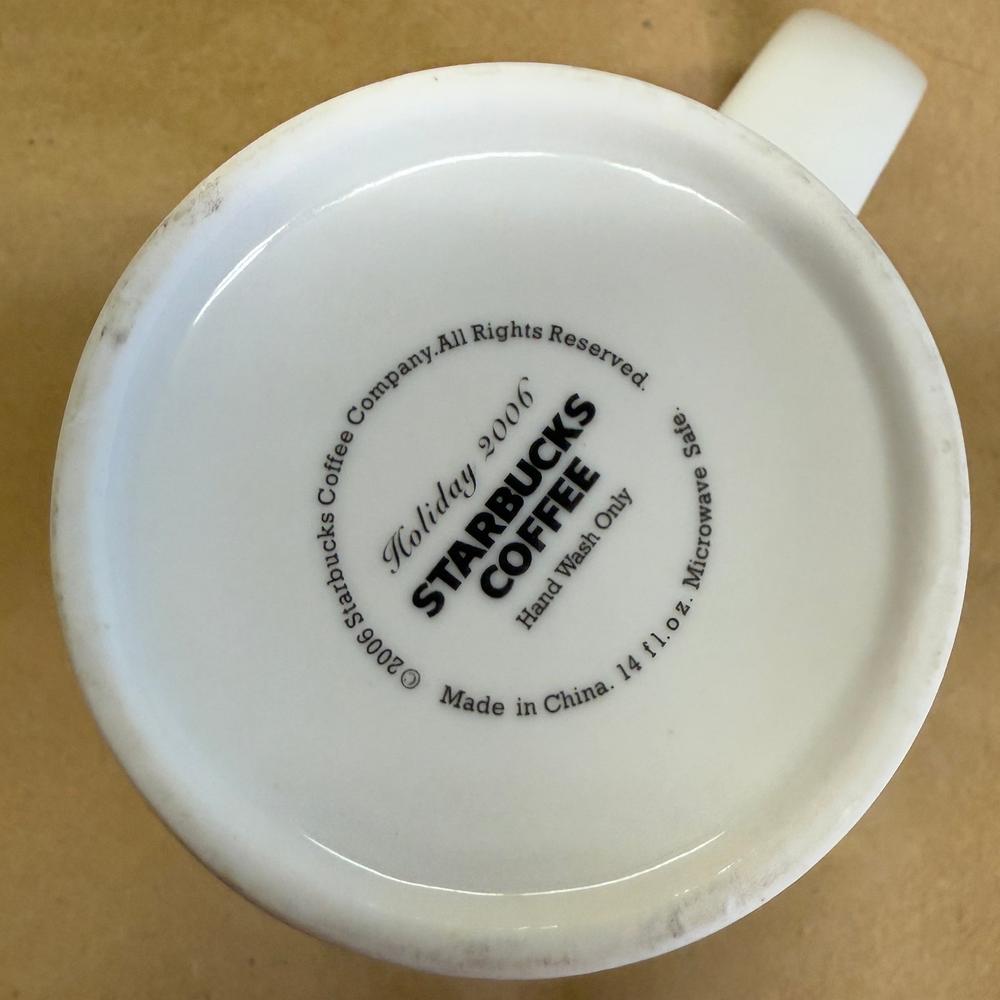 © 2006 Starbucks Coffee Company.All Rights Reserved.
Holiday 2006
STARBUCKS
COFFEE
Hand Wash Only
Made in China. 14 fl.oz. Microwave Safe.